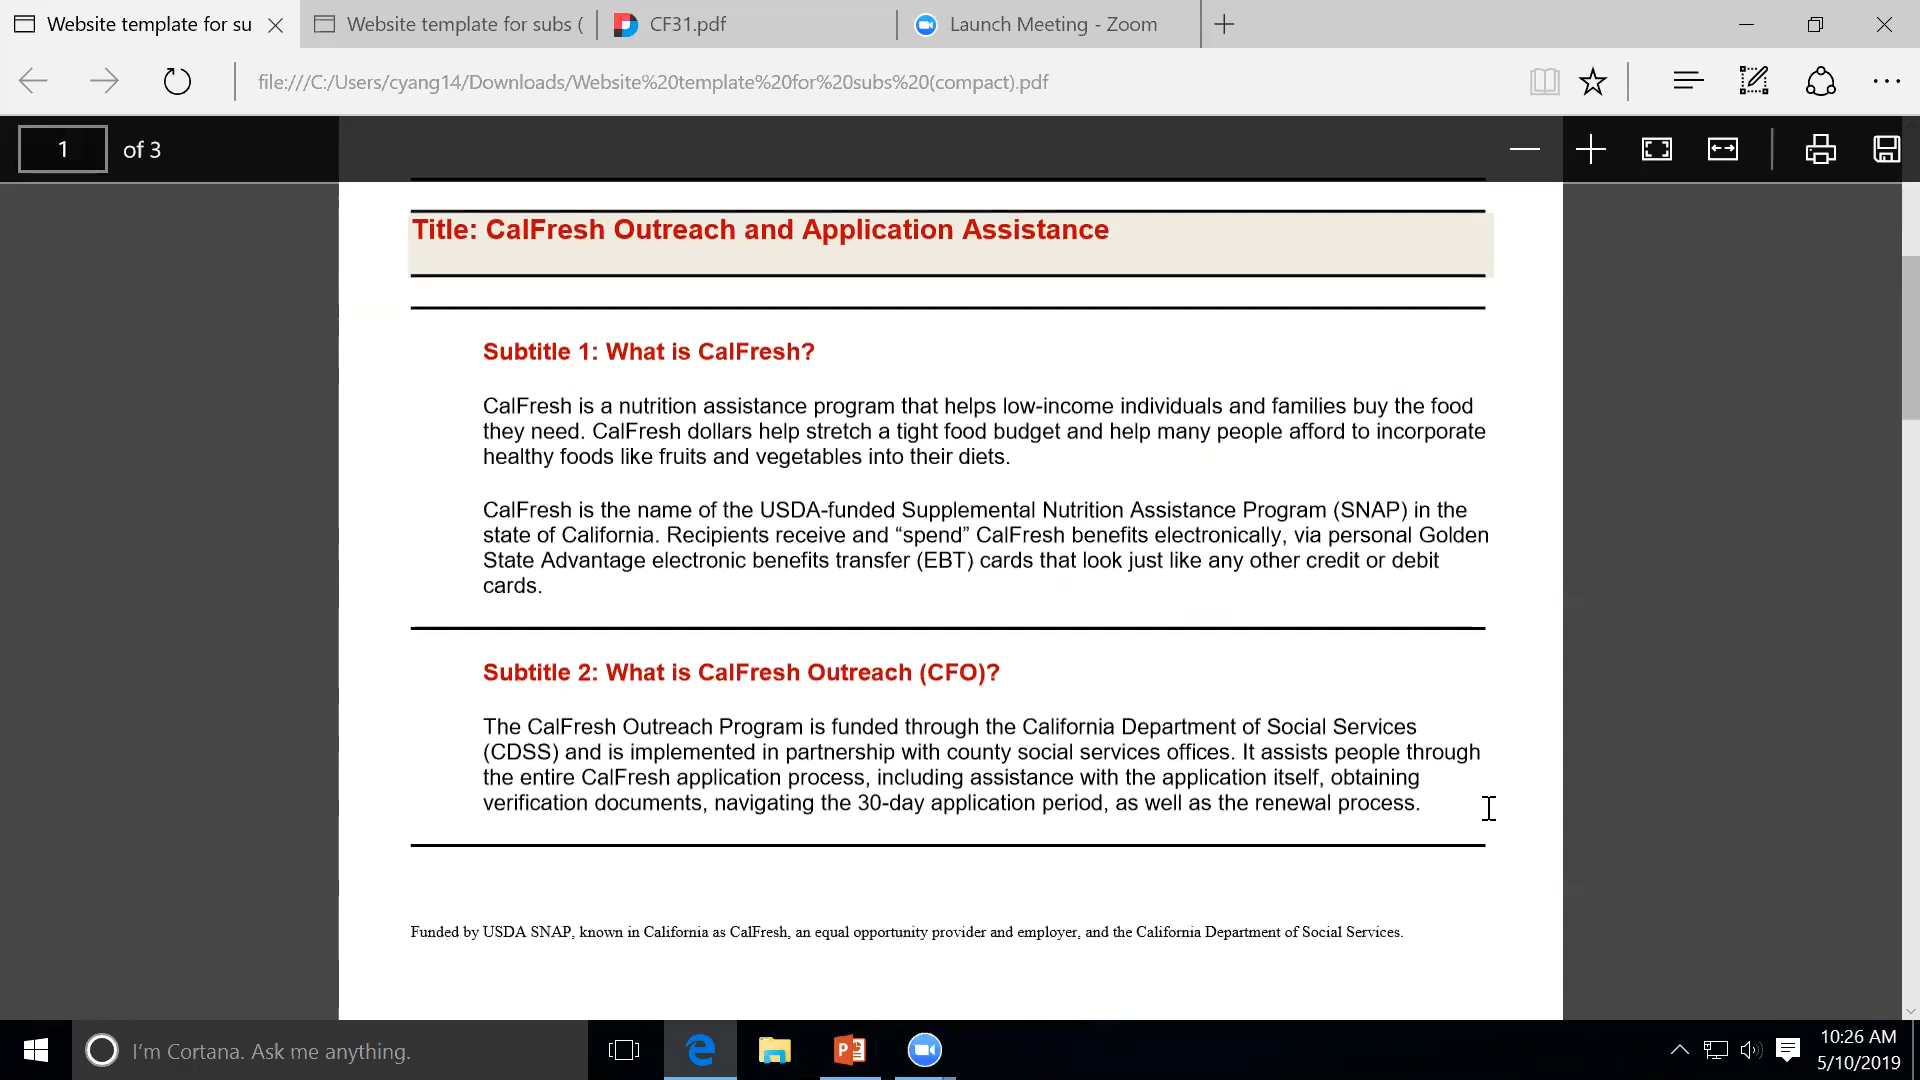 Website template for su
Website template for subs (
CF31.pdf
Launch Meeting - Zoom
file:///C:/Users/cyang14/Downloads/Website%20template%20for%20subs%20(compact).pdf
1 of 3
Title: CalFresh Outreach and Application Assistance
Subtitle 1: What is CalFresh?
CalFresh is a nutrition assistance program that helps low-income individuals and families buy the food
they need. CalFresh dollars help stretch a tight food budget and help many people afford to incorporate
healthy foods like fruits and vegetables into their diets.
CalFresh is the name of the USDA-funded Supplemental Nutrition Assistance Program (SNAP) in the
state of California. Recipients receive and “spend” CalFresh benefits electronically, via personal Golden
State Advantage electronic benefits transfer (EBT) cards that look just like any other credit or debit
cards.
Subtitle 2: What is CalFresh Outreach (CFO)?
The CalFresh Outreach Program is funded through the California Department of Social Services
(CDSS) and is implemented in partnership with county social services offices. It assists people through
the entire CalFresh application process, including assistance with the application itself, obtaining
verification documents, navigating the 30-day application period, as well as the renewal process.
Funded by USDA SNAP, known in California as CalFresh, an equal opportunity provider and employer, and the California Department of Social Services.
I'm Cortana. Ask me anything.
10:26 AM
5/10/2019